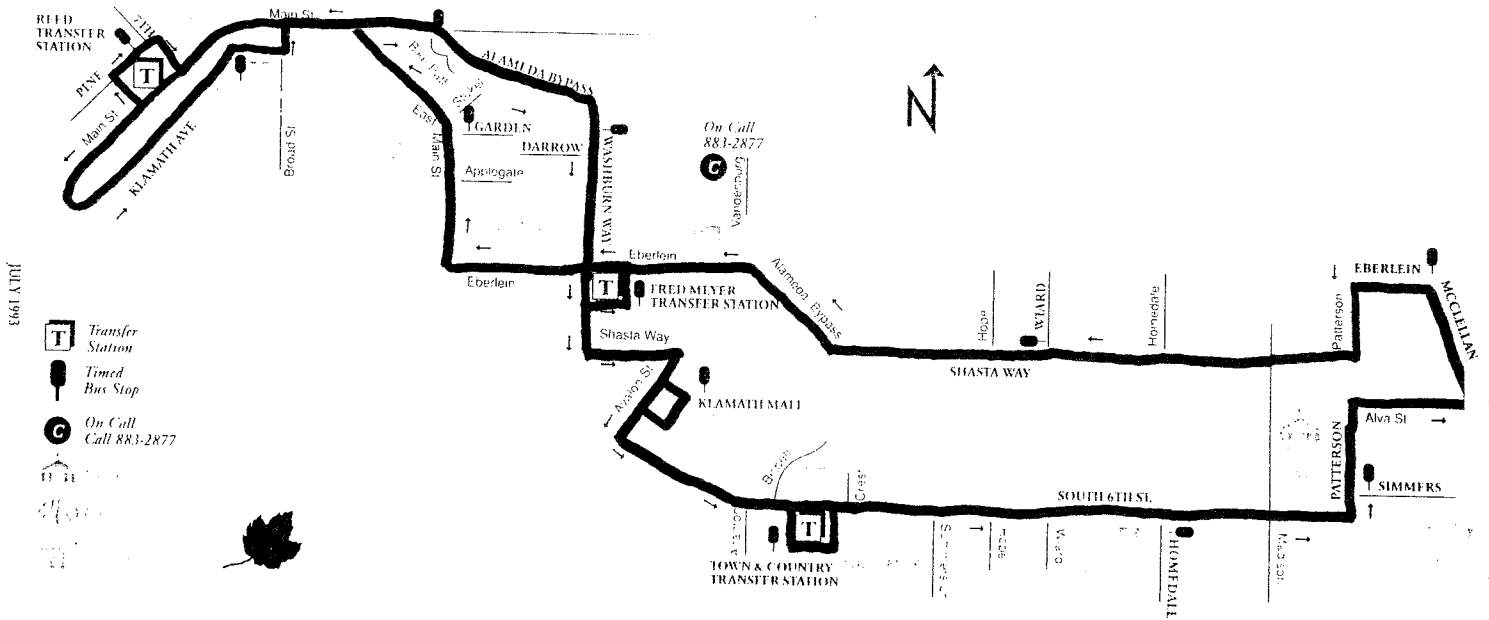 REED
TRANSFER
STATION
7TH
Main St.
PINE
T
Main St
KLAMATH AVE.
Broad St
ALAMEDA BYPASS
East
Main St
GARDEN
DARROW
Applegate
WASHBURN WAY
On Call
883-2877
C
N
Eberlein
Eberlein
T
FRED MEYER
TRANSFER STATION
Shasta Way
Avalon St
KLAMATH MALL
Bypass
Hope
WIARD
Homedale
SHASTA WAY
Patterson
EBERLEIN
MCCLELLAN
Alva St
PATTERSON
SIMMERS
SOUTH 6TH ST.
Crest
T
TOWN & COUNTRY
TRANSFER STATION
Hope
Madison
JULY 1993
T
Transfer
Station
Timed
Bus Stop
C
On Call
Call 883-2877